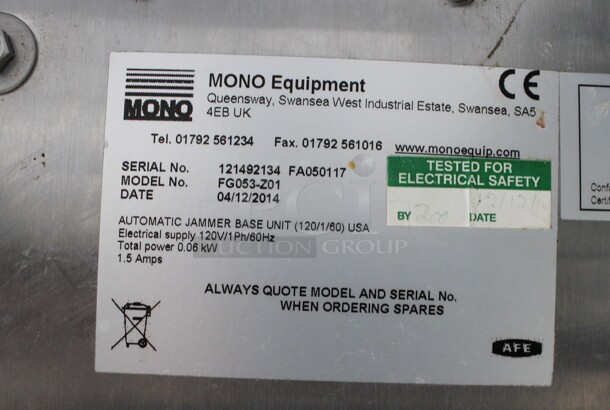 MONO Equipment
Queensway, Swansea West Industrial Estate, Swansea, SA5
4EB UK
MONO
CE
Tel. 01792 561234 Fax. 01792 561016 www.monoequip.com
SERIAL No. 121492134 FA050117
MODEL No. FG053-Z01
DATE 04/12/2014
TESTED FOR
ELECTRICAL SAFETY
BY DATE
AUTOMATIC JAMMER BASE UNIT (120/1/60) USA
Electrical supply 120V/1Ph/60Hz
Total power 0.06 kW
1.5 Amps
AUCTION GROUP
ALWAYS QUOTE MODEL AND SERIAL No.
WHEN ORDERING SPARES
AFE